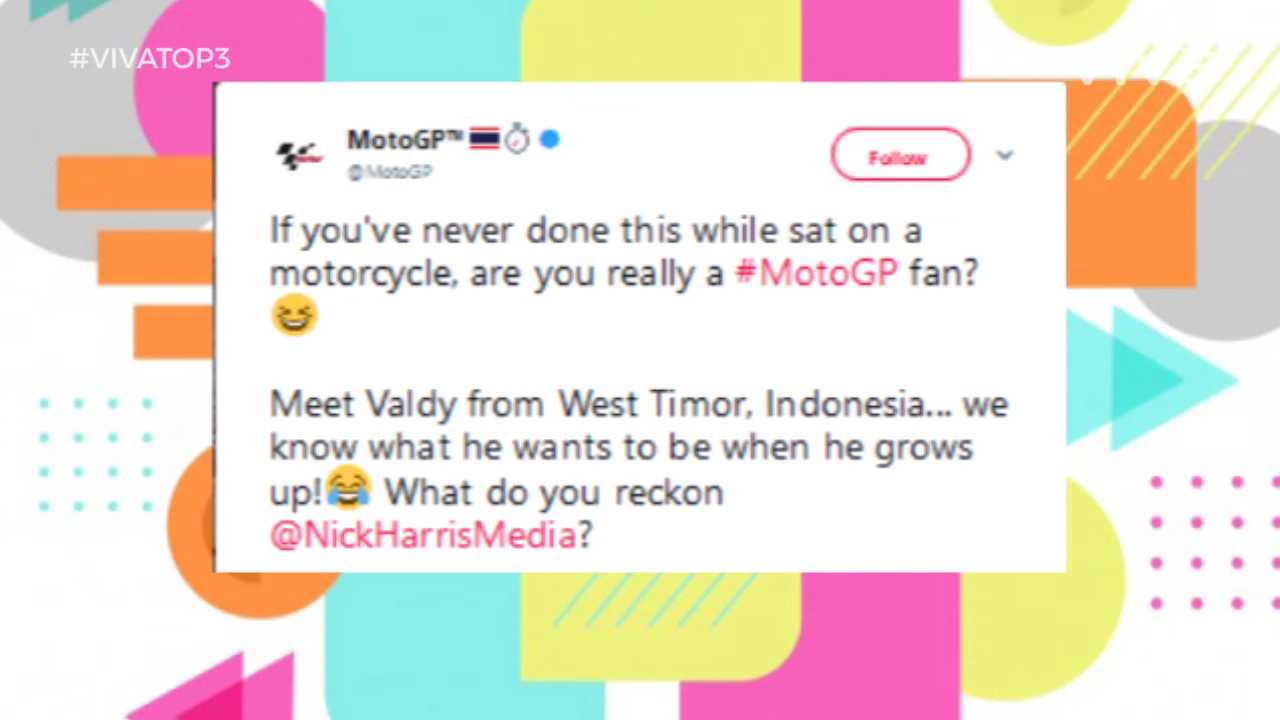 #VIVATOP3
MotoGP™
@MotoGP
Follow
If you've never done this while sat on a
motorcycle, are you really a #MotoGP fan?
😆
Meet Valdy from West Timor, Indonesia... we
know what he wants to be when he grows
up!😂 What do you reckon
@NickHarrisMedia?